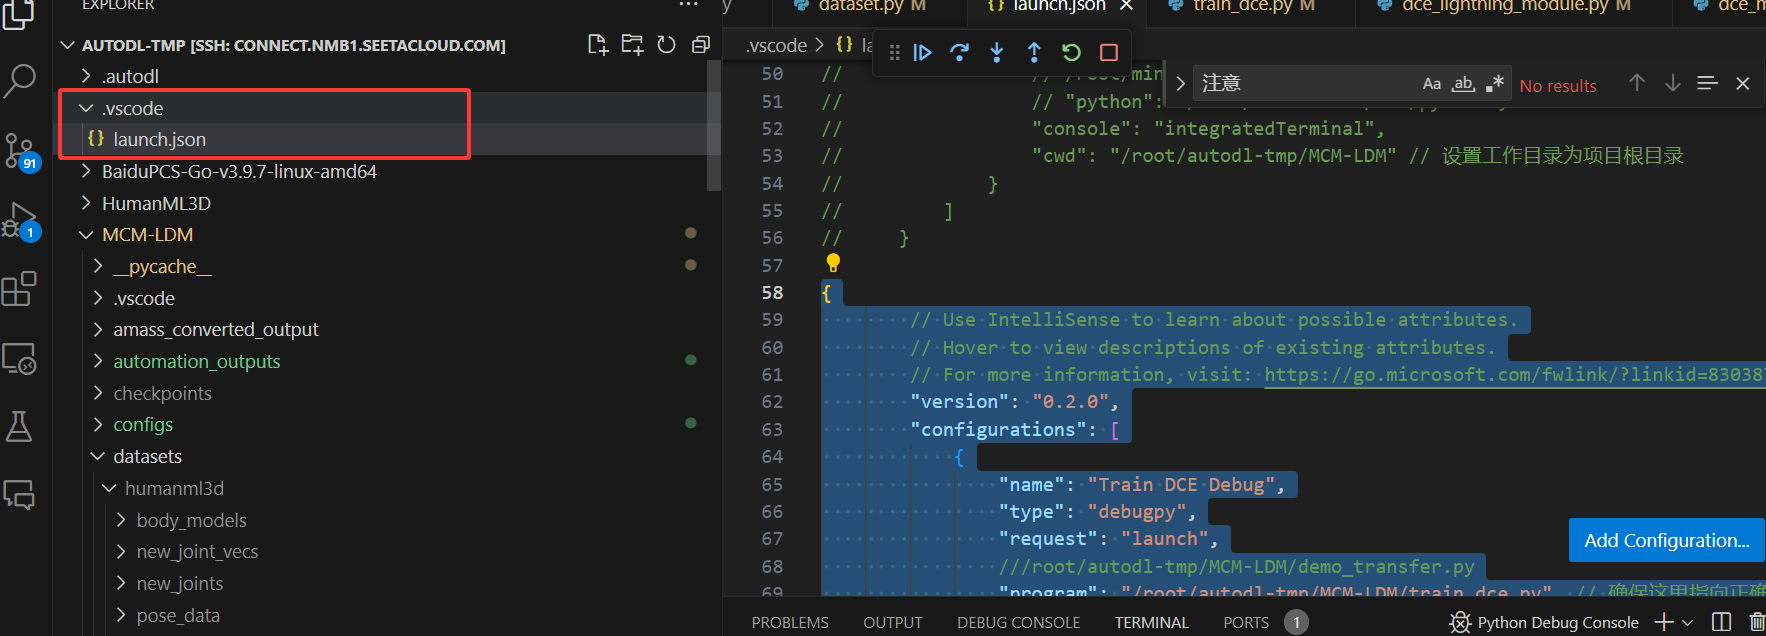 EXPLORER
AUTODL-TMP [SSH: CONNECT.NMB1.SEETACLOUD.COM]
.autodl
.vscode
{} launch.json
BaiduPCS-Go-v3.9.7-linux-amd64
HumanML3D
MCM-LDM
__pycache__
.vscode
amass_converted_output
automation_outputs
checkpoints
configs
datasets
humanml3d
body_models
new_joint_vecs
new_joints
pose_data
91
1
dataset.py M
{} launch.json
train_dce.py M
dce_lightning_module.py M
.vscode > {}
注意
Aa ab
No results
50 //
51 // // "python":
52 // "console": "integratedTerminal",
53 // "cwd": "/root/autodl-tmp/MCM-LDM" // 设置工作目录为项目根目录
54 // }
55 // ]
56 // }
57
58 {
59 // Use IntelliSense to learn about possible attributes.
60 // Hover to view descriptions of existing attributes.
61 // For more information, visit: https://go.microsoft.com/fwlink/?linkid=83038
62 "version": "0.2.0",
63 "configurations": [
64 {
65 "name": "Train DCE Debug",
66 "type": "debugpy",
67 "request": "launch",
68 ///root/autodl-tmp/MCM-LDM/demo_transfer.py
69 "program": "/root/autodl-tmp/MCM-LDM/train_dce.py" // 确保这里指向正确
Add Configuration...
PROBLEMS OUTPUT DEBUG CONSOLE TERMINAL PORTS 1
Python Debug Console